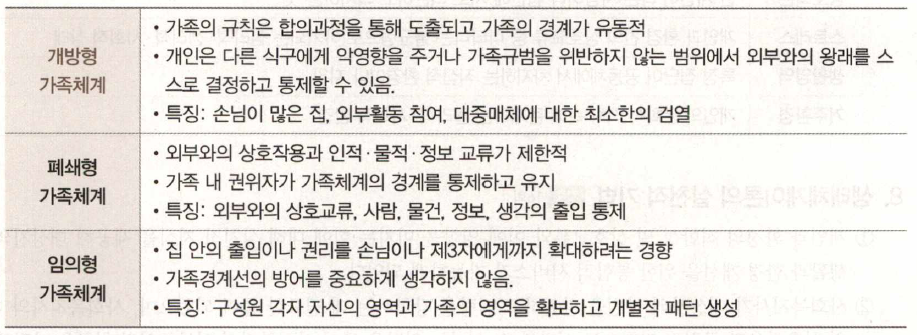 개방형
가족체계
• 가족의 규칙은 합의과정을 통해 도출되고 가족의 경계가 유동적
• 개인은 다른 식구에게 악영향을 주거나 가족규범을 위반하지 않는 범위에서 외부와의 왕래를 스
스로 결정하고 통제할 수 있음.
• 특징: 손님이 많은 집, 외부활동 참여, 대중매체에 대한 최소한의 검열
폐쇄형
가족체계
• 외부와의 상호작용과 인적·물적·정보 교류가 제한적
• 가족 내 권위자가 가족체계의 경계를 통제하고 유지
• 특징: 외부와의 상호교류, 사람, 물건, 정보, 생각의 출입 통제
임의형
가족체계
• 집 안의 출입이나 권리를 손님이나 제3자에게까지 확대하려는 경향
• 가족경계선의 방어를 중요하게 생각하지 않음.
• 특징: 구성원 각자 자신의 영역과 가족의 영역을 확보하고 개별적 패턴 생성